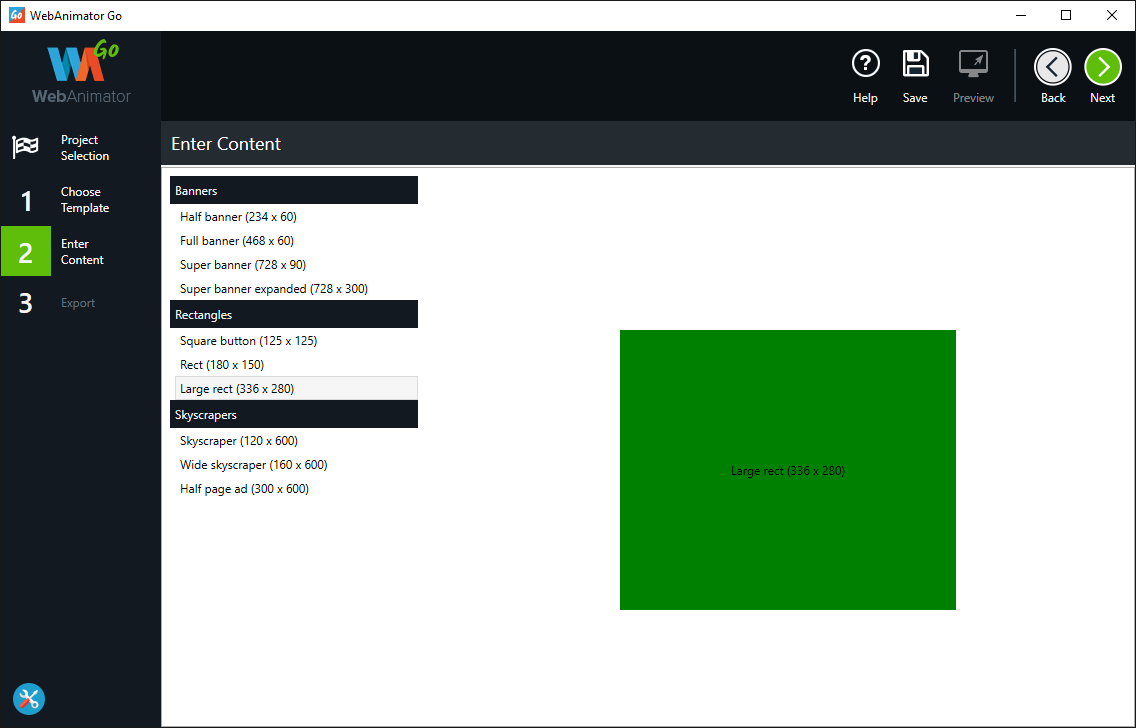 WebAnimator Go
Go
WebAnimator
Help
Save
Preview
Back
Next
Project
Selection
1
Choose
Template
2
Enter
Content
3
Export
Enter Content
Banners
Half banner (234 x 60)
Full banner (468 x 60)
Super banner (728 x 90)
Super banner expanded (728 x 300)
Rectangles
Square button (125 x 125)
Rect (180 x 150)
Large rect (336 x 280)
Skyscrapers
Skyscraper (120 x 600)
Wide skyscraper (160 x 600)
Half page ad (300 x 600)
Large rect (336 x 280)